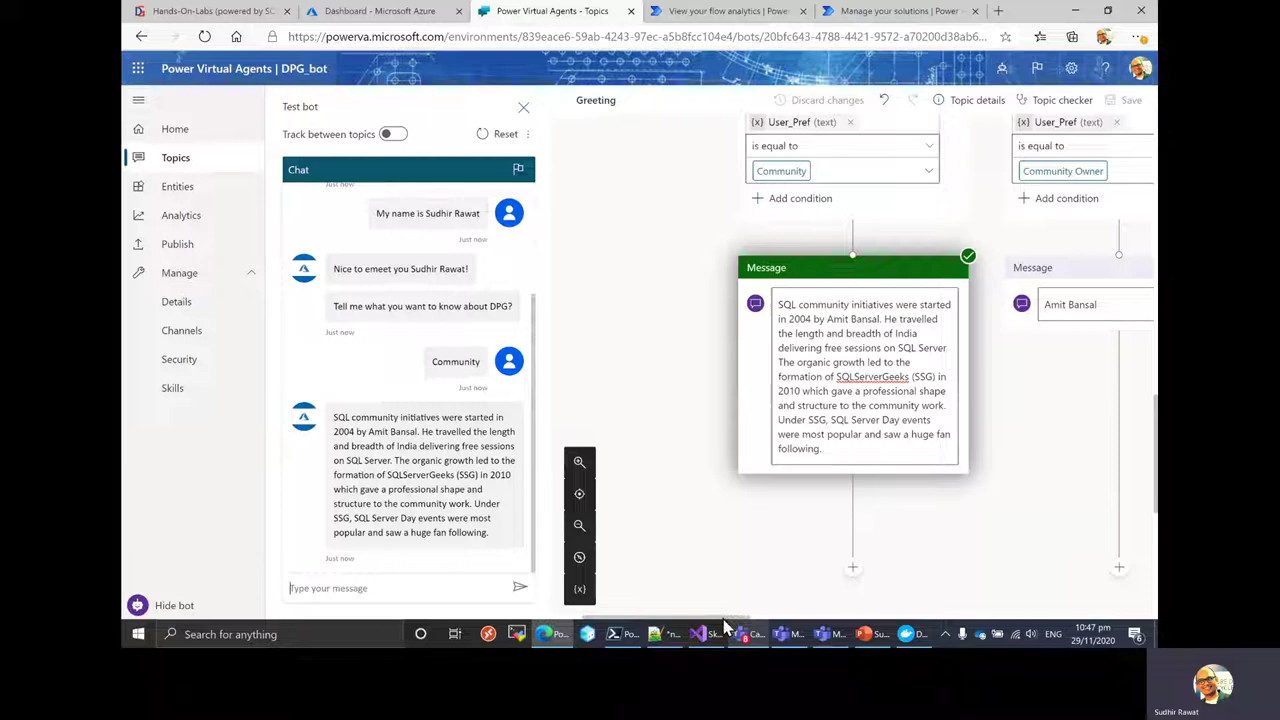 Hands-On-Labs (powered by SQ
Dashboard - Microsoft Azure
Power Virtual Agents - Topics
View your flow analytics | Power
Manage your solutions | Power
https://powerva.microsoft.com/environments/839eace6-59ab-4243-97ec-a5b8fcc104e4/bots/20bfc643-4788-4421-9572-a70200d38ab6...
Power Virtual Agents | DPG_bot
Home
Topics
Entities
Analytics
Publish
Manage
Details
Channels
Security
Skills
Hide bot
Test bot
Track between topics
Reset
Chat
Just now
My name is Sudhir Rawat
Just now
Nice to emeet you Sudhir Rawat!
Tell me what you want to know about DPG?
Just now
Community
Just now
SQL community initiatives were started in
2004 by Amit Bansal. He travelled the length
and breadth of India delivering free sessions
on SQL Server. The organic growth led to the
formation of SQLServerGeeks (SSG) in 2010
which gave a professional shape and
structure to the community work. Under
SSG, SQL Server Day events were most
popular and saw a huge fan following.
Just now
Type your message
Greeting
Discard changes
Topic details
Topic checker
Save
{x} User_Pref (text)
is equal to
Community
Add condition
Message
SQL community initiatives were started
in 2004 by Amit Bansal. He travelled
the length and breadth of India
delivering free sessions on SQL Server.
The organic growth led to the
formation of SQLServerGeeks (SSG) in
2010 which gave a professional shape
and structure to the community work.
Under SSG, SQL Server Day events
were most popular and saw a huge fan
following.
{x} User_Pref (text)
is equal to
Community Owner
Add condition
Message
Amit Bansal
{x}
Search for anything
Po...
Po...
*n...
Sk...
Ca...
M...
M...
Su...
D...
ENG
10:47 pm
29/11/2020
6
8
Sudhir Rawat